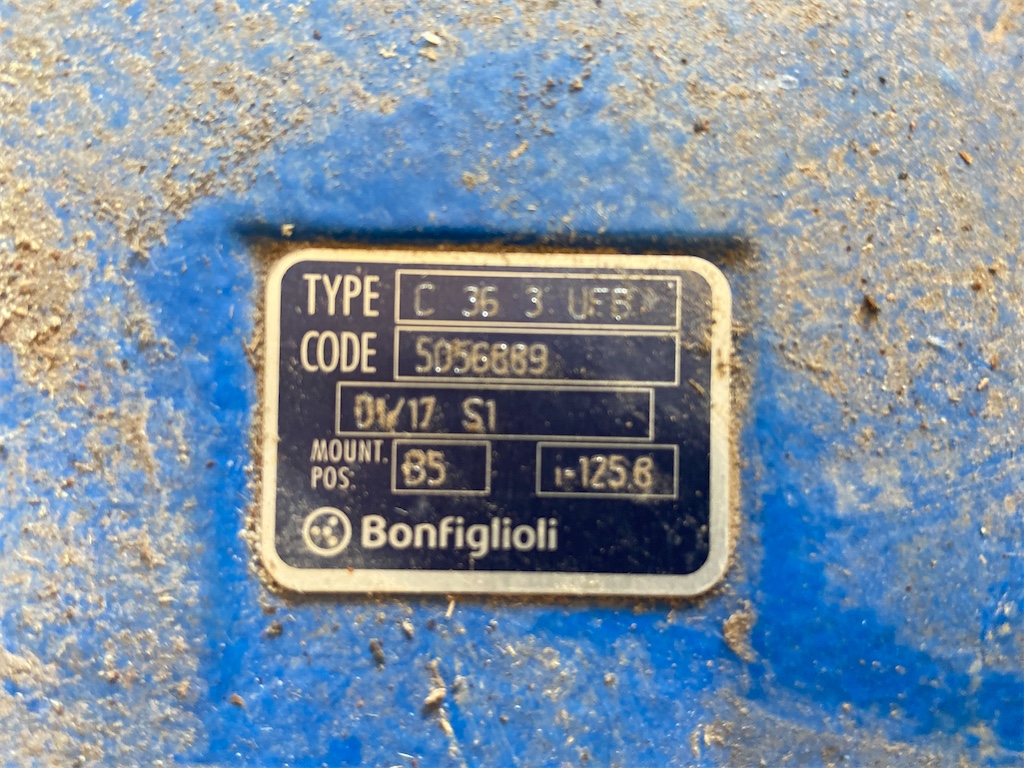 TYPE C 36 3 UFB
CODE 5056889
01/17 S1
MOUNT. POS. B5 i-125.8
Bonfiglioli